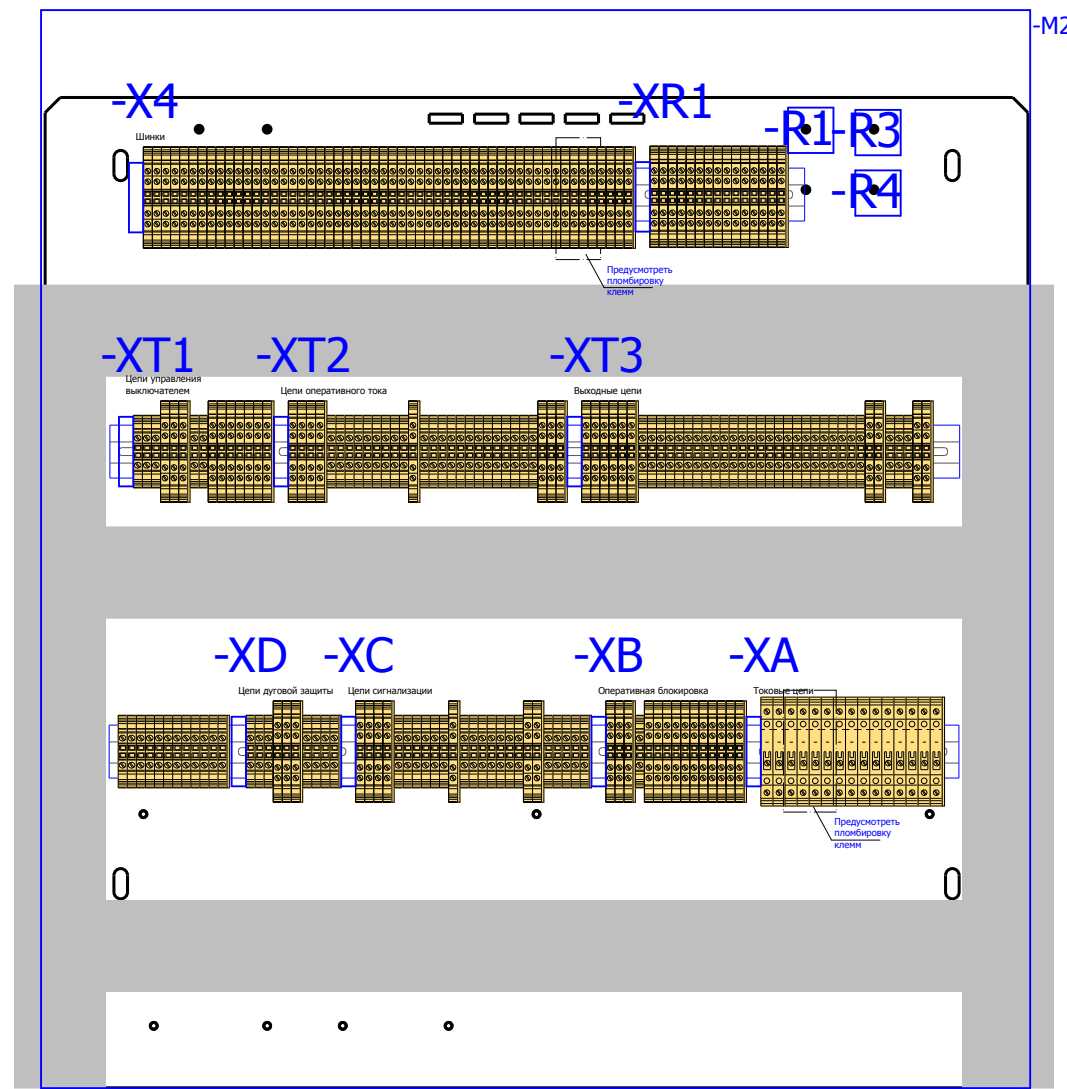 -M2
-X4
-XR1
-R1
-R3
Шинки
-R4
Предусмотреть
пломбировку
клемм
-XT1
-XT2
-XT3
Цепи управления
выключателем
Цепи оперативного тока
Выходные цепи
-XD
-XC
-XB
-XA
Цепи дуговой защиты
Цепи сигнализации
Оперативная блокировка
Токовые цепи
Предусмотреть
пломбировку
клемм